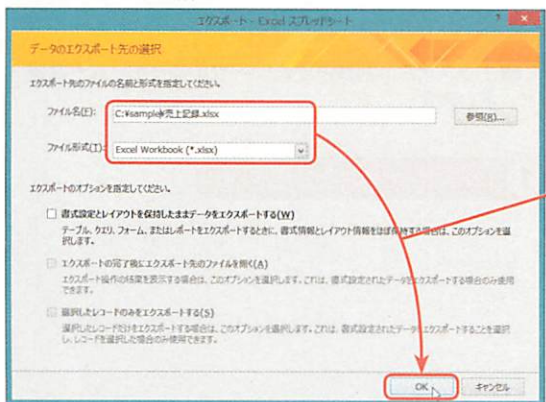 エクスポート - Excel スプレッドシート
データのエクスポート先の選択
エクスポート先のファイルの名前と形式を指定してください。
ファイル名(F):
C:¥sample¥売上記録.xlsx
参照(R)...
ファイル形式(T):
Excel Workbook (*.xlsx)
エクスポートのオプションを指定してください。
書式設定とレイアウトを保持したままデータをエクスポートする(W)
テーブル、クエリ、フォーム、またはレポートをエクスポートするときに、書式情報とレイアウト情報をほぼ保持する場合は、このオプションを選
択します。
エクスポートの完了後にエクスポート先のファイルを開く(A)
エクスポート操作の結果を表示する場合は、このオプションを選択します。これは、書式設定されたデータをエクスポートする場合のみ使用
できます。
選択したレコードのみをエクスポートする(S)
選択したレコードだけをエクスポートする場合は、このオプションを選択します。これは、書式設定されたデータをエクスポートすることを選択
し、レコードを選択した場合のみ使用できます。
OK
キャンセル